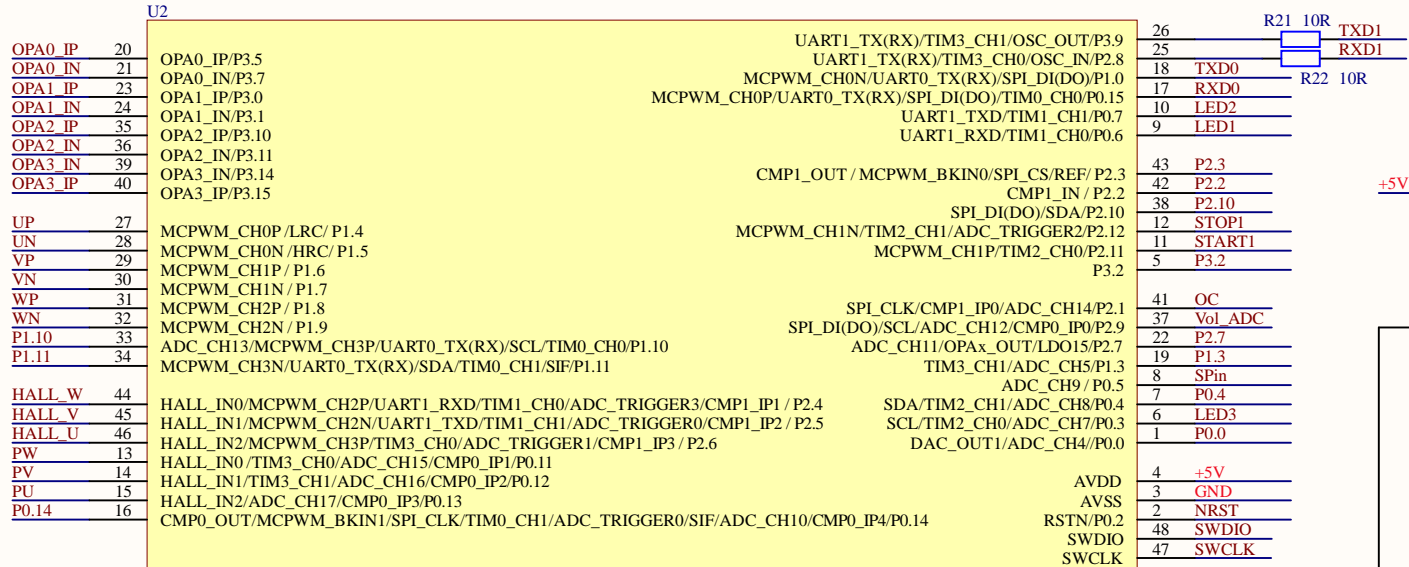 U2
OPA0_IP 20 OPA0_IP/P3.5
OPA0_IN 21 OPA0_IN/P3.7
OPA1_IP 23 OPA1_IP/P3.0
OPA1_IN 24 OPA1_IN/P3.1
OPA2_IP 35 OPA2_IP/P3.10
OPA2_IN 36 OPA2_IN/P3.11
OPA3_IN 39 OPA3_IN/P3.14
OPA3_IP 40 OPA3_IP/P3.15
UP 27 MCPWM_CH0P /LRC/ P1.4
UN 28 MCPWM_CH0N /HRC/ P1.5
VP 29 MCPWM_CH1P / P1.6
VN 30 MCPWM_CH1N / P1.7
WP 31 MCPWM_CH2P / P1.8
WN 32 MCPWM_CH2N / P1.9
P1.10 33 ADC_CH13/MCPWM_CH3P/UART0_TX(RX)/SCL/TIM0_CH0/P1.10
P1.11 34 MCPWM_CH3N/UART0_TX(RX)/SDA/TIM0_CH1/SIF/P1.11
HALL_W 44 HALL_IN0/MCPWM_CH2P/UART1_RXD/TIM1_CH0/ADC_TRIGGER3/CMP1_IP1 / P2.4
HALL_V 45 HALL_IN1/MCPWM_CH2N/UART1_TXD/TIM1_CH1/ADC_TRIGGER0/CMP1_IP2 / P2.5
HALL_U 46 HALL_IN2/MCPWM_CH3P/TIM3_CH0/ADC_TRIGGER1/CMP1_IP3 / P2.6
PW 13 HALL_IN0 /TIM3_CH0/ADC_CH15/CMP0_IP1/P0.11
PV 14 HALL_IN1/TIM3_CH1/ADC_CH16/CMP0_IP2/P0.12
PU 15 HALL_IN2/ADC_CH17/CMP0_IP3/P0.13
P0.14 16 CMP0_OUT/MCPWM_BKIN1/SPI_CLK/TIM0_CH1/ADC_TRIGGER0/SIF/ADC_CH10/CMP0_IP4/P0.14
UART1_TX(RX)/TIM3_CH1/OSC_OUT/P3.9 26 R21 10R TXD1
UART1_TX(RX)/TIM3_CH0/OSC_IN/P2.8 25 R22 10R RXD1
MCPWM_CH0N/UART0_TX(RX)/SPI_DI(DO)/P1.0 18 TXD0
MCPWM_CH0P/UART0_TX(RX)/SPI_DI(DO)/TIM0_CH0/P0.15 17 RXD0
UART1_TXD/TIM1_CH1/P0.7 10 LED2
UART1_RXD/TIM1_CH0/P0.6 9 LED1
CMP1_OUT / MCPWM_BKIN0/SPI_CS/REF/ P2.3 43 P2.3
CMP1_IN / P2.2 42 P2.2
SPI_DI(DO)/SDA/P2.10 38 P2.10
MCPWM_CH1N/TIM2_CH1/ADC_TRIGGER2/P2.12 12 STOP1
MCPWM_CH1P/TIM2_CH0/P2.11 11 START1
P3.2 5 P3.2
SPI_CLK/CMP1_IP0/ADC_CH14/P2.1 41 OC
SPI_DI(DO)/SCL/ADC_CH12/CMP0_IP0/P2.9 37 Vol_ADC
ADC_CH11/OPAx_OUT/LDO15/P2.7 22 P2.7
TIM3_CH1/ADC_CH5/P1.3 19 P1.3
ADC_CH9 / P0.5 8 SPin
SDA/TIM2_CH1/ADC_CH8/P0.4 7 P0.4
SCL/TIM2_CH0/ADC_CH7/P0.3 6 LED3
DAC_OUT1/ADC_CH4//P0.0 1 P0.0
AVDD 4 +5V
AVSS 3 GND
RSTN/P0.2 2 NRST
SWDIO 48 SWDIO
SWCLK 47 SWCLK
+5V